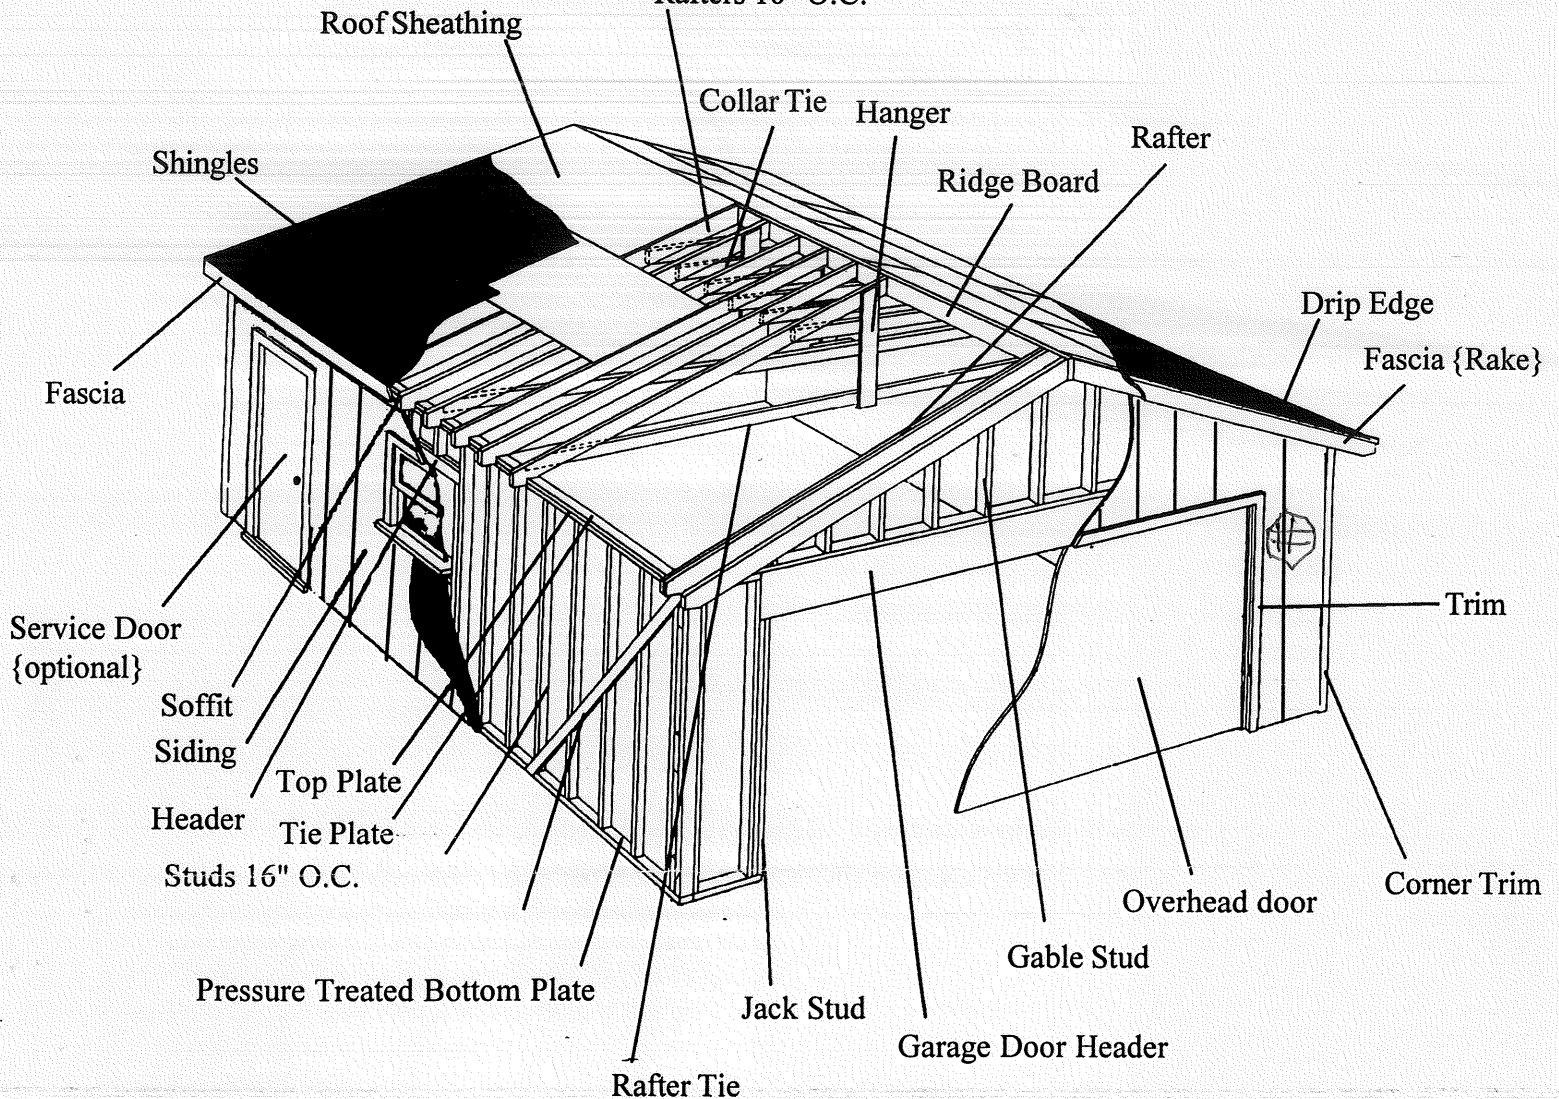 Rafters 16" O.C.
Roof Sheathing
Collar Tie
Hanger
Rafter
Shingles
Ridge Board
Drip Edge
Fascia {Rake}
Fascia
Trim
Service Door
{optional}
Soffit
Siding
Top Plate
Header
Tie Plate
Studs 16" O.C.
Corner Trim
Overhead door
Gable Stud
Pressure Treated Bottom Plate
Jack Stud
Garage Door Header
Rafter Tie